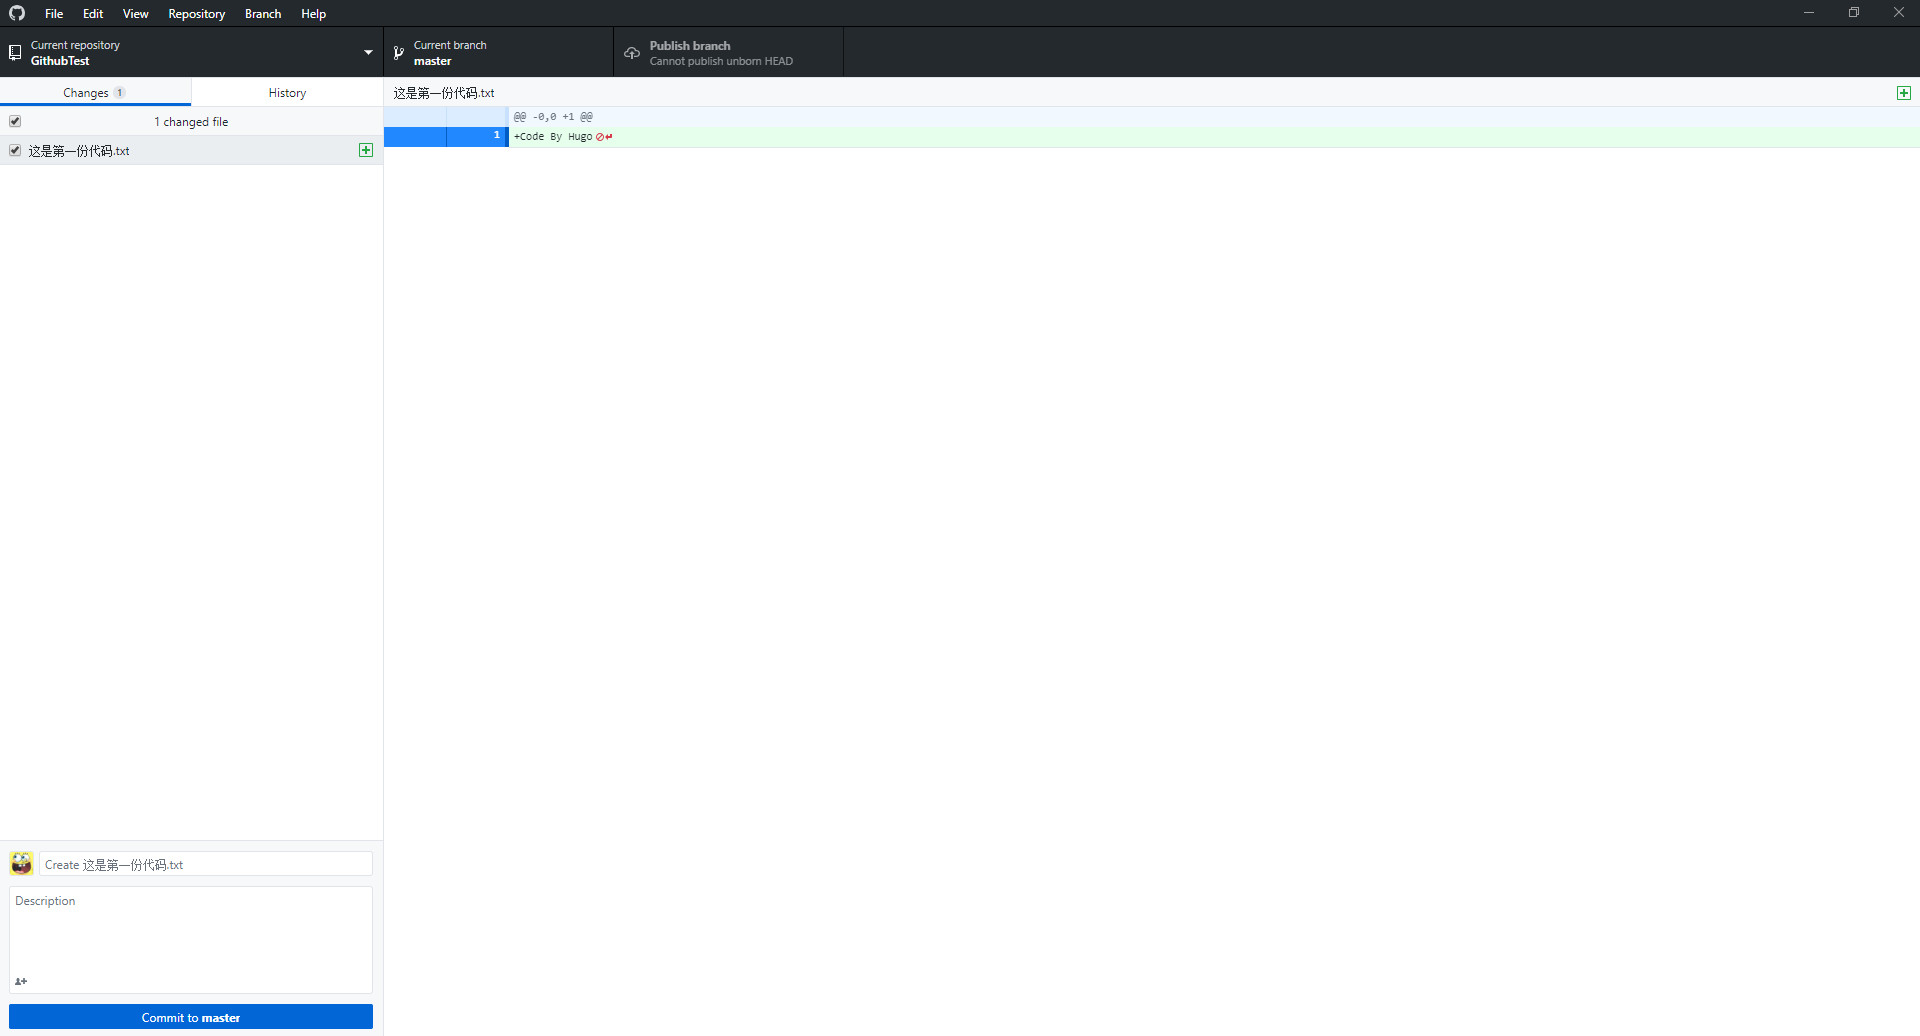 File Edit View Repository Branch Help
Current repository
GithubTest
Current branch
master
Publish branch
Cannot publish unborn HEAD
Changes 1
History
1 changed file
这是第一份代码.txt
这是第一份代码.txt
@@ -0,0 +1 @@
1 +Code By Hugo
Create 这是第一份代码.txt
Description
Commit to master